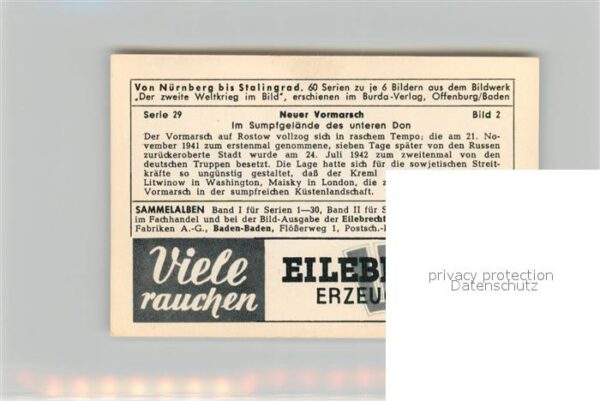 Von Nürnberg bis Stalingrad. 60 Serien zu je 6 Bildern aus dem Bildwerk
„Der zweite Weltkrieg im Bild", erschienen im Burda-Verlag, Offenburg/Baden
Serie 29 Neuer Vormarsch Bild 2
Im Sumpfgelände des unteren Don
Der Vormarsch auf Rostow vollzog sich in raschem Tempo; die am 21. No-
vember 1941 zum erstenmal genommene, sieben Tage später von den Russen
zurückeroberte Stadt wurde am 24. Juli 1942 zum zweitenmal von
den deutschen Truppen besetzt. Die Lage hatte sich für die sowjetischen Streit-
kräfte so ungünstig gestaltet, daß der Kreml
Litwinow in Washington, Maisky in London, die z
Vormarsch in der sumpfreichen Küstenlandschaft.
SAMMELALBEN Band I für Serien 1—30, Band II für S
im Fachhandel und bei der Bild-Ausgabe der Eilebrecht
Fabriken A.-G., Baden-Baden, Flößerweg 1, Postsch.-
Viele
rauchen
EILEB
ERZEU
privacy protection
Datenschutz